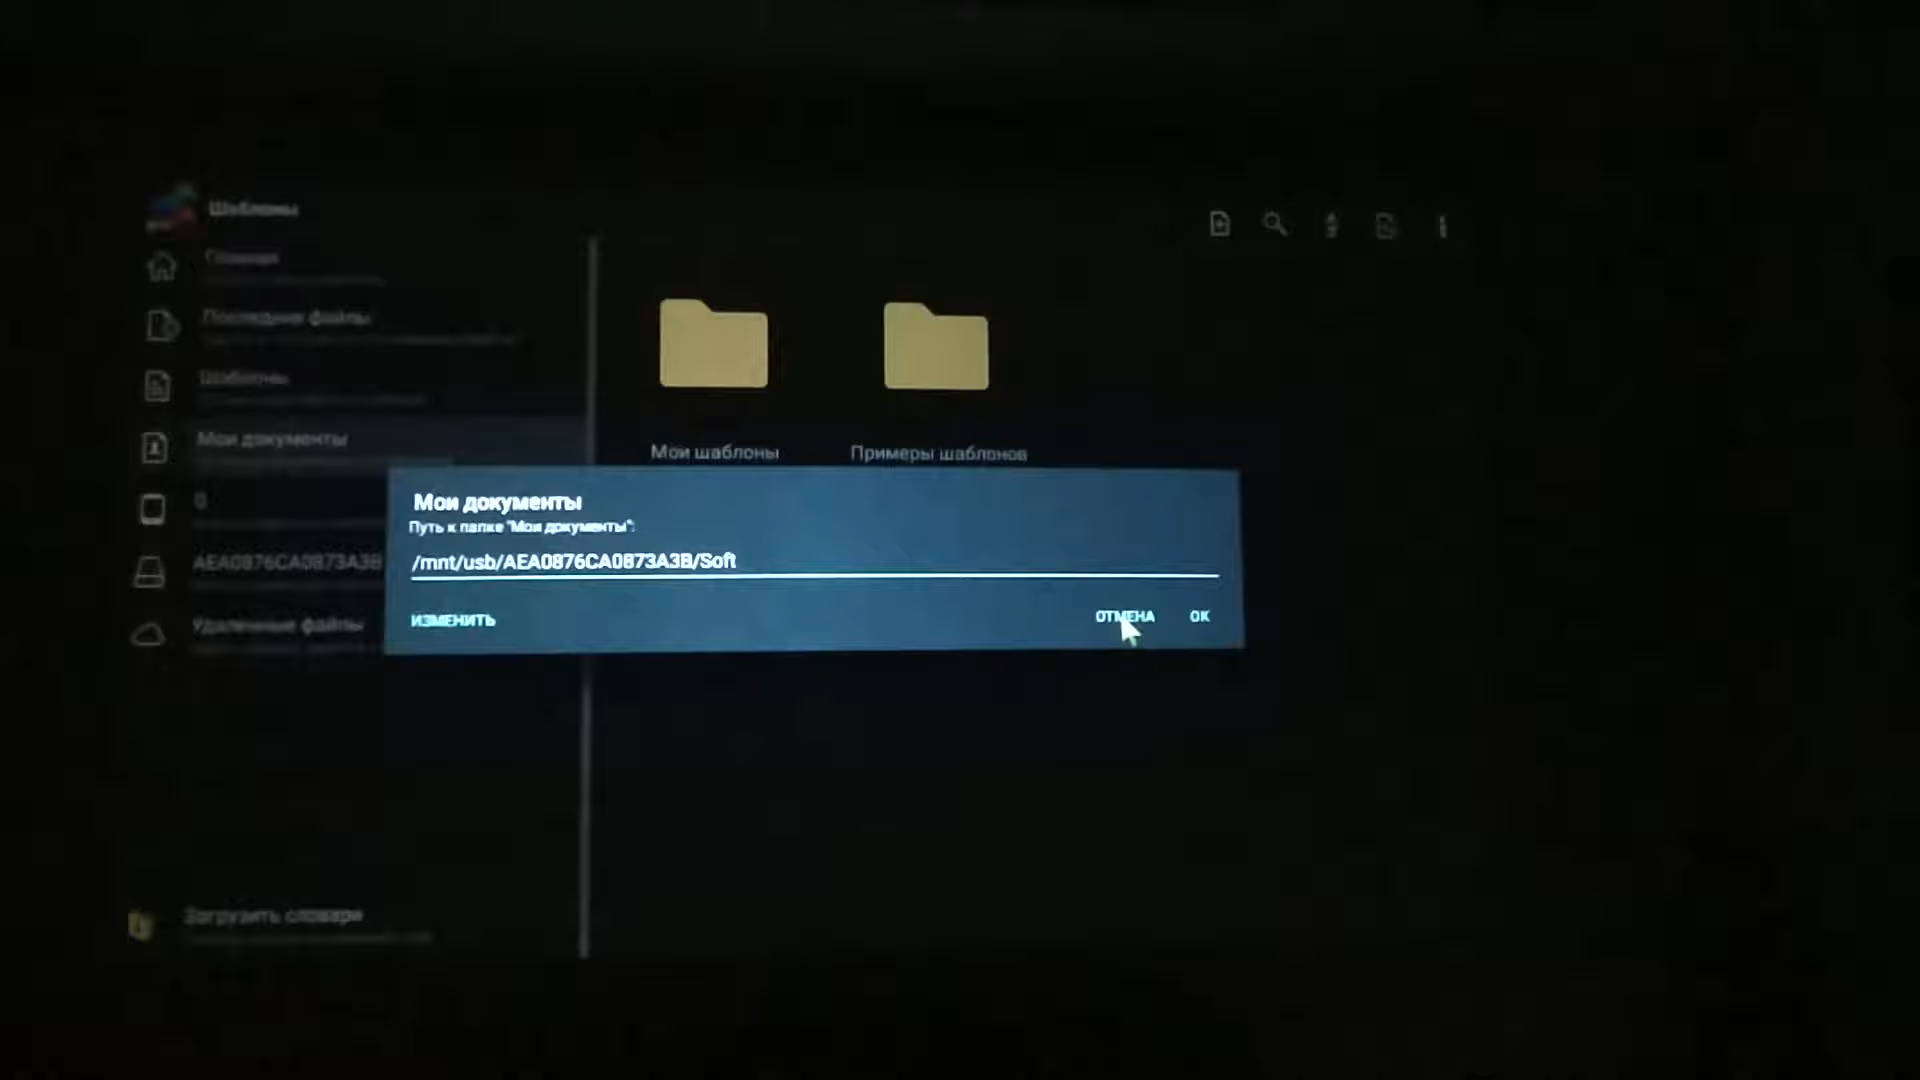 Шаблоны
Главная
Последние файлы
Шаблоны
Мои документы
0
AEA0876CA0873A3B
Удаленные файлы
Загрузить словари
Мои шаблоны
Примеры шаблонов
Мои документы
Путь к папке "Мои документы":
/mnt/usb/AEA0876CA0873A3B/Soft
ИЗМЕНИТЬ
ОТМЕНА
OK